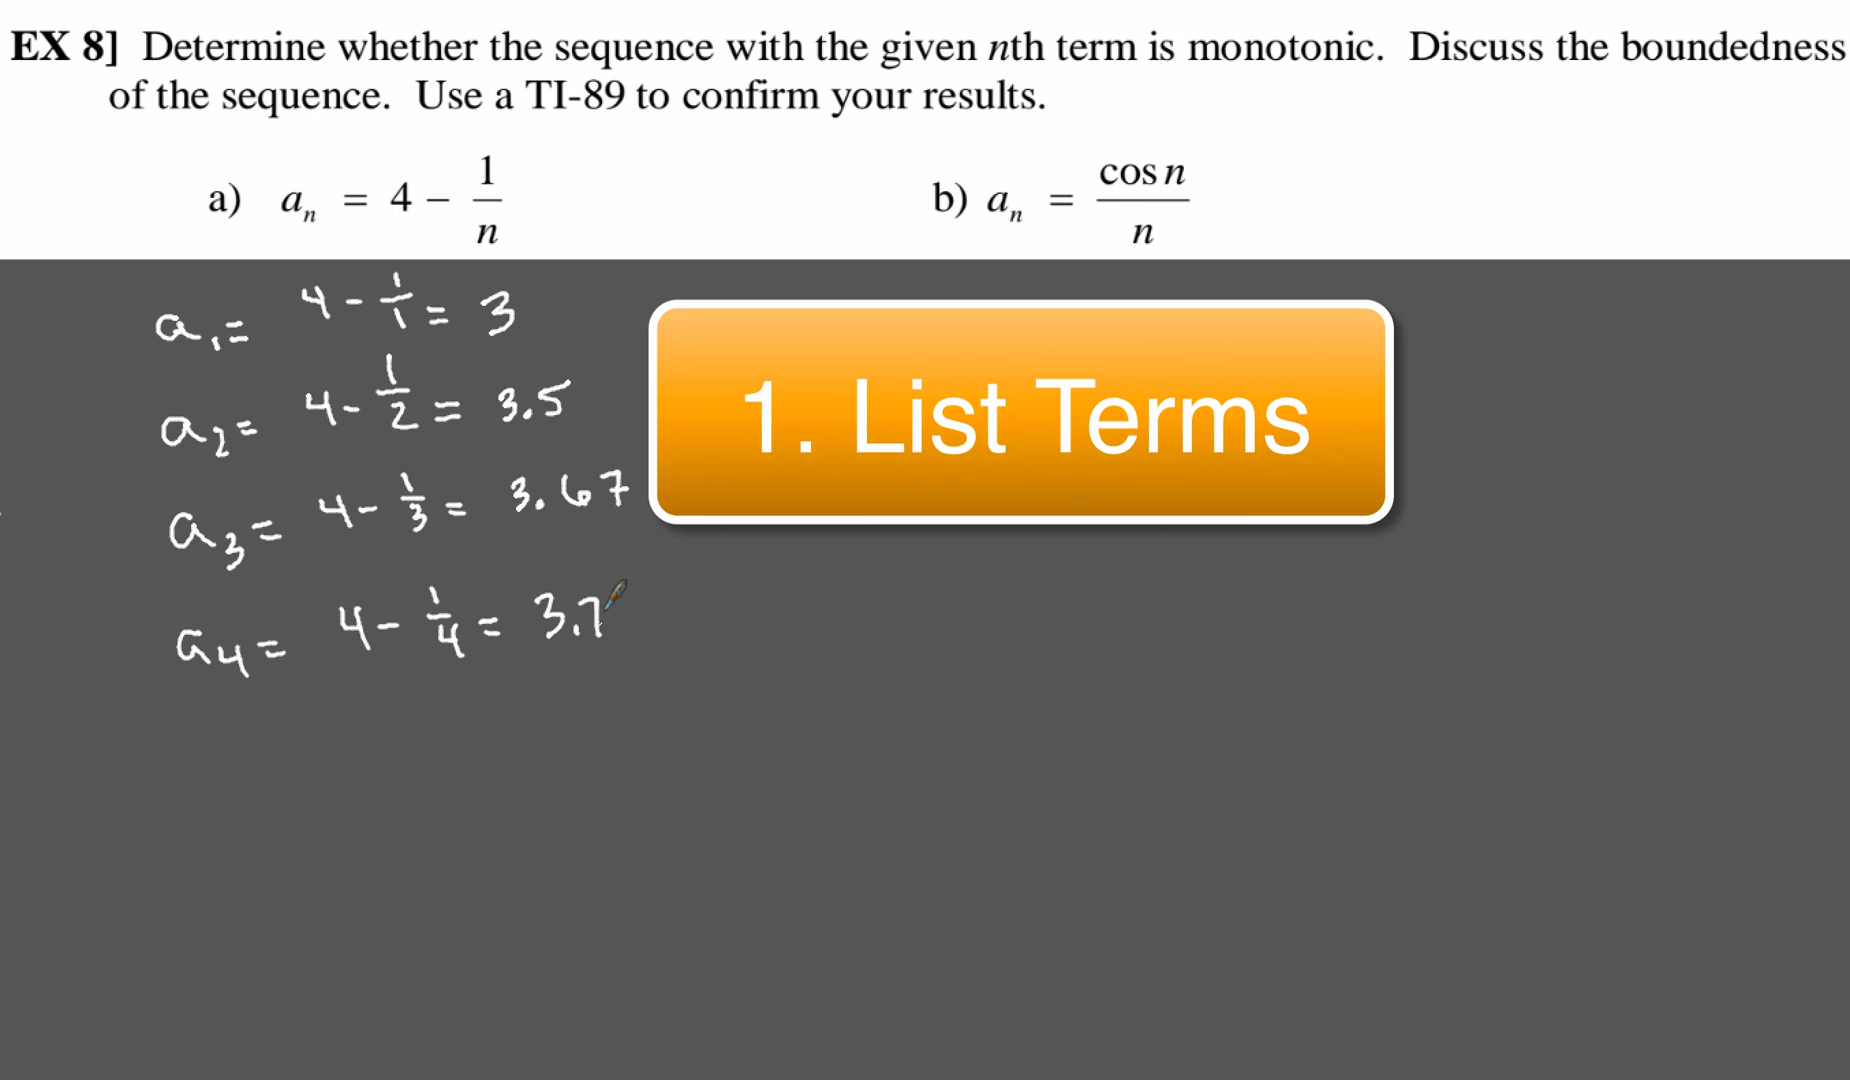 EX 8] Determine whether the sequence with the given nth term is monotonic. Discuss the boundedness
of the sequence. Use a TI-89 to confirm your results.
a) aₙ = 4 − 1/n
b) aₙ = cos n/n
a₁ = 4 - 1/1 = 3
a₂ = 4 - 1/2 = 3.5
a₃ = 4 - 1/3 = 3.67
a₄ = 4 - 1/4 = 3.7
1. List Terms